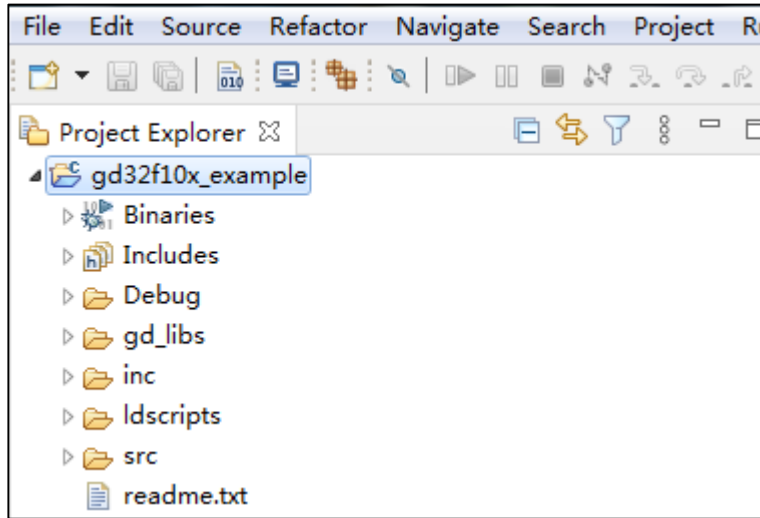 File Edit Source Refactor Navigate Search Project
Project Explorer
gd32f10x_example
Binaries
Includes
Debug
gd_libs
inc
ldscripts
src
readme.txt